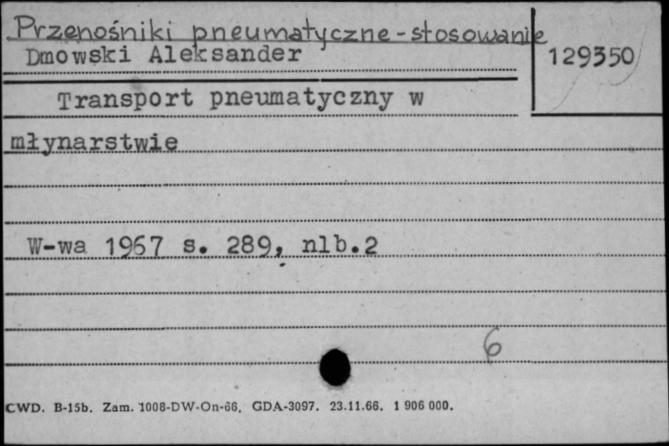 Przenośniki pneumatyczne - stosowanie
Dmowski Aleksander
129350
Transport pneumatyczny w
młynarstwie
W-wa 1967 s. 289, nlb.2
6
CWD. B-15b. Zam. 1008-DW-On-66. GDA-3097. 23.11.66. 1 906 000.